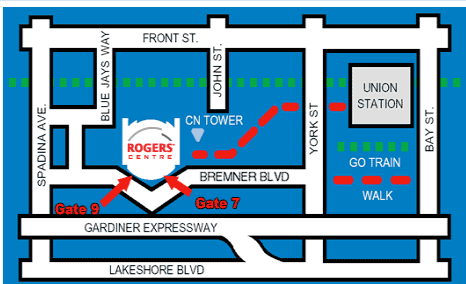 FRONT ST.
BLUE JAYS WAY
JOHN ST.
UNION
STATION
SPADINA AVE.
CN TOWER
YORK ST
BAY ST.
ROGERS™
CENTRE
GO TRAIN
BREMNER BLVD
WALK
Gate 9
Gate 7
GARDINER EXPRESSWAY
LAKESHORE BLVD